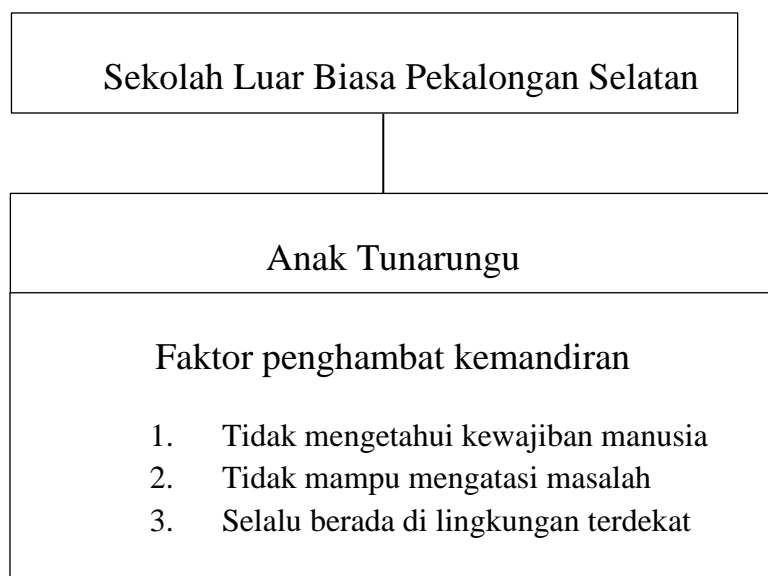 Sekolah Luar Biasa Pekalongan Selatan
Anak Tunarungu
Faktor penghambat kemandiran
1. Tidak mengetahui kewajiban manusia
2. Tidak mampu mengatasi masalah
3. Selalu berada di lingkungan terdekat